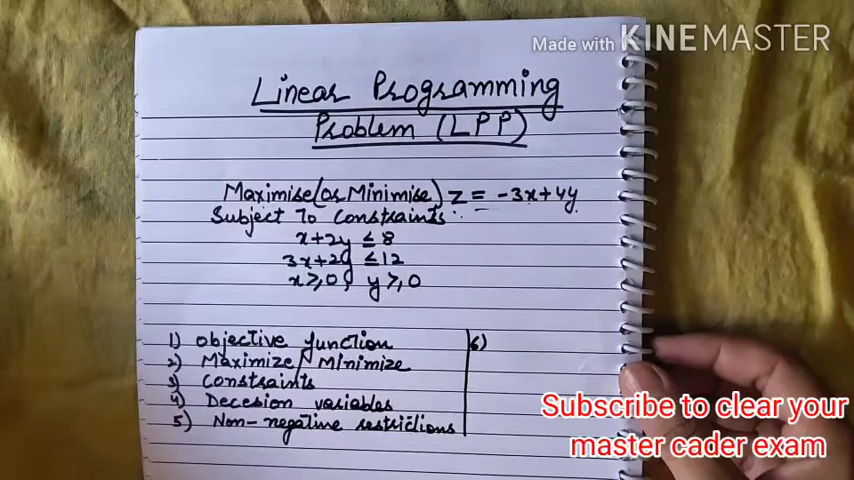 Made with KINEMASTER
Linear Programming
Problem (LPP)
Maximise (or Minimise) z = -3x+4y
Subject To Constraints:
x+2y ≤ 8
3x+2y ≤ 12
x ≥ 0, y ≥ 0
1) objective function
2) Maximize/Minimize
3) Constraints
4) Decesion variables
5) Non-negative restrictions
6)
Subscribe to clear your
master cader exam